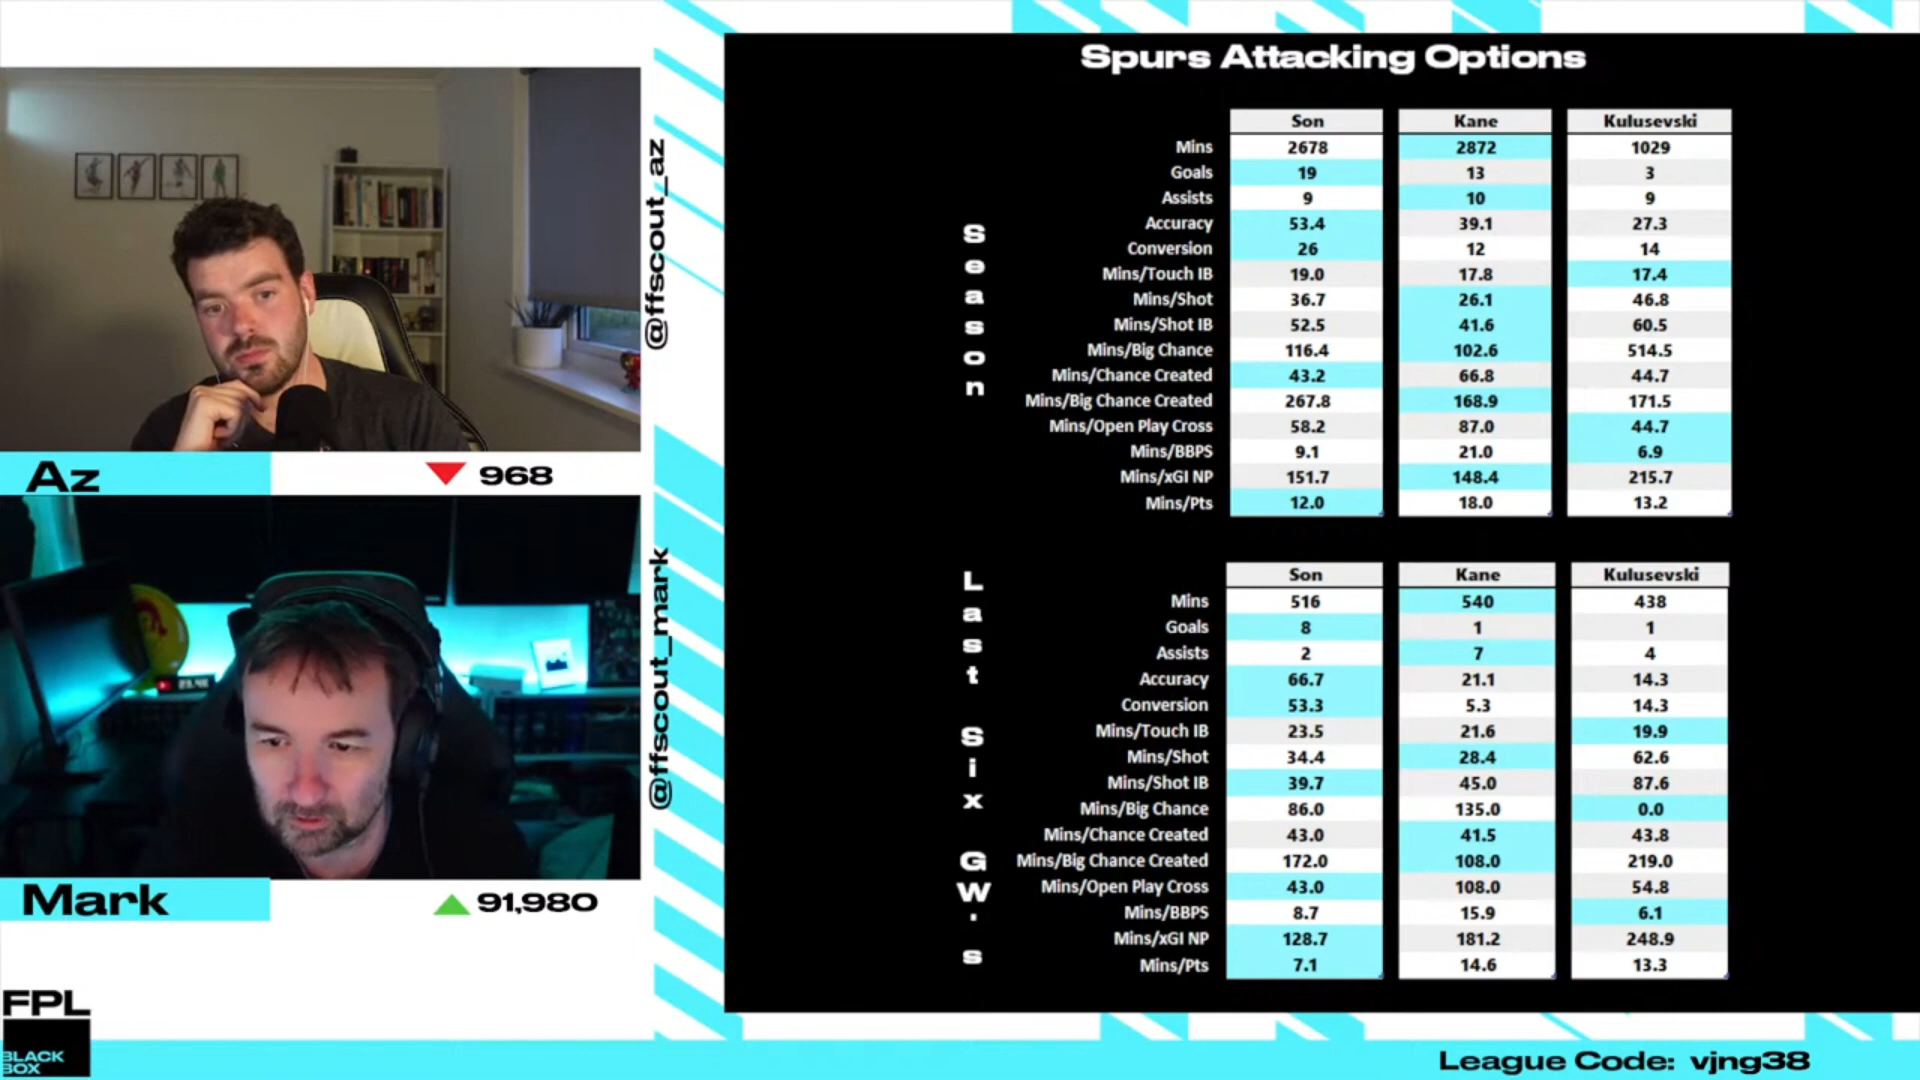 Spurs Attacking Options
Son Kane Kulusevski
Season
Mins 2678 2872 1029
Goals 19 13 3
Assists 9 10 9
Accuracy 53.4 39.1 27.3
Conversion 26 12 14
Mins/Touch IB 19.0 17.8 17.4
Mins/Shot 36.7 26.1 46.8
Mins/Shot IB 52.5 41.6 60.5
Mins/Big Chance 116.4 102.6 514.5
Mins/Chance Created 43.2 66.8 44.7
Mins/Big Chance Created 267.8 168.9 171.5
Mins/Open Play Cross 58.2 87.0 44.7
Mins/BBPS 9.1 21.0 6.9
Mins/xGI NP 151.7 148.4 215.7
Mins/Pts 12.0 18.0 13.2
Son Kane Kulusevski
Last Six GW's
Mins 516 540 438
Goals 8 1 1
Assists 2 7 4
Accuracy 66.7 21.1 14.3
Conversion 53.3 5.3 14.3
Mins/Touch IB 23.5 21.6 19.9
Mins/Shot 34.4 28.4 62.6
Mins/Shot IB 39.7 45.0 87.6
Mins/Big Chance 86.0 135.0 0.0
Mins/Chance Created 43.0 41.5 43.8
Mins/Big Chance Created 172.0 108.0 219.0
Mins/Open Play Cross 43.0 108.0 54.8
Mins/BBPS 8.7 15.9 6.1
Mins/xGI NP 128.7 181.2 248.9
Mins/Pts 7.1 14.6 13.3
@ffscout_az
Az 968
@ffscout_mark
Mark 91,980
FPL
BLACK
BOX
League Code: vjng38